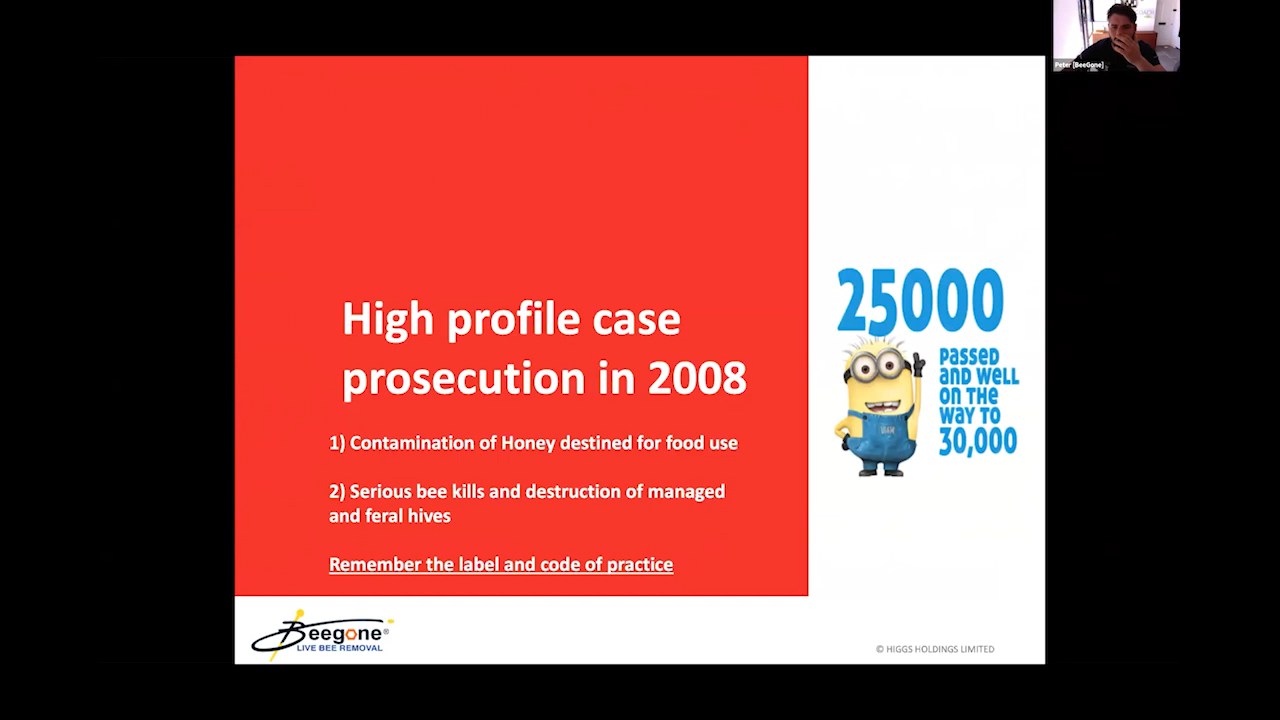 Peter [BeeGone]
High profile case
prosecution in 2008
1) Contamination of Honey destined for food use
2) Serious bee kills and destruction of managed
and feral hives
Remember the label and code of practice
25000
PASSED
AND WELL
ON THE
WAY TO
30,000
Beegone®
LIVE BEE REMOVAL
© HIGGS HOLDINGS LIMITED